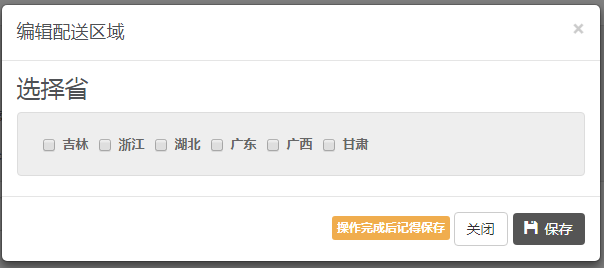 编辑配送区域 ×
选择省
吉林 浙江 湖北 广东 广西 甘肃
操作完成后记得保存 关闭 保存